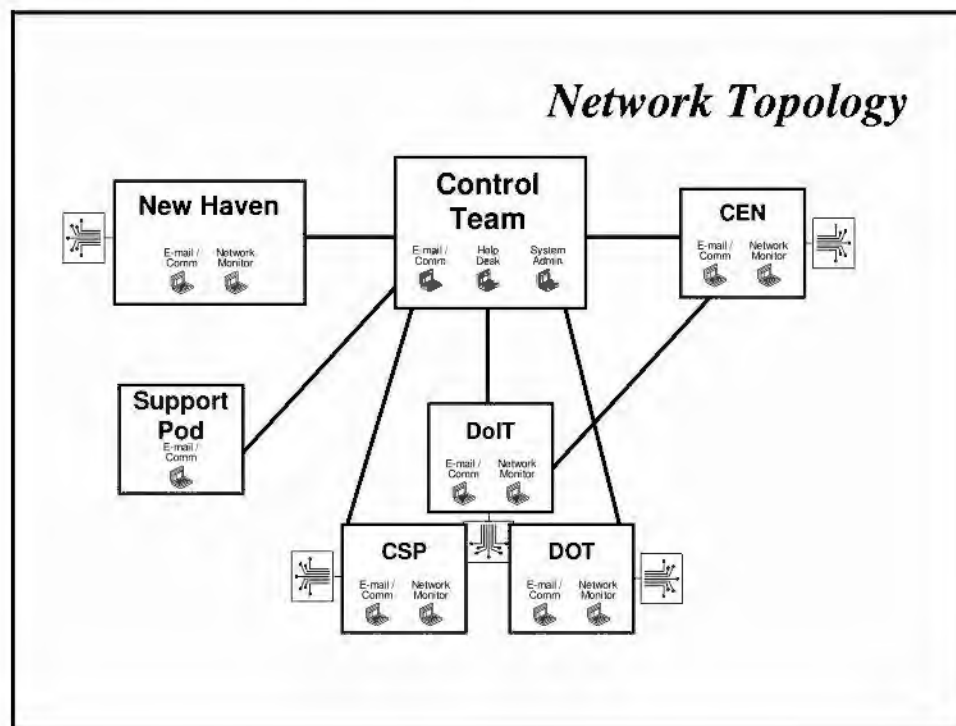 Network Topology
New Haven
E-mail /
Comm
Network
Monitor
Control
Team
E-mail /
Comm
Help
Desk
System
Admin.
CEN
E-mail /
Comm
Network
Monitor
Support
Pod
E-mail /
Comm
DoIT
E-mail /
Comm
Network
Monitor
CSP
E-mail /
Comm
Network
Monitor
DOT
E-mail /
Comm
Network
Monitor